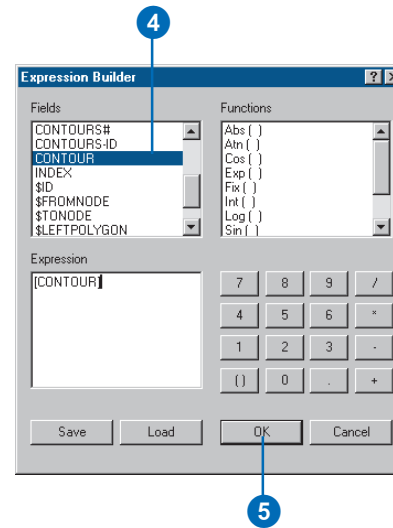 4
Expression Builder ?
Fields Functions
CONTOURS#
CONTOURS-ID
CONTOUR
INDEX
$ID
$FROMNODE
$TONODE
$LEFTPOLYGON
Abs ( )
Atn ( )
Cos ( )
Exp ( )
Fix ( )
Int ( )
Log ( )
Sin ( )
Expression
[CONTOUR]
7 8 9 /
4 5 6 *
1 2 3 -
( ) 0 . +
Save Load OK Cancel
5